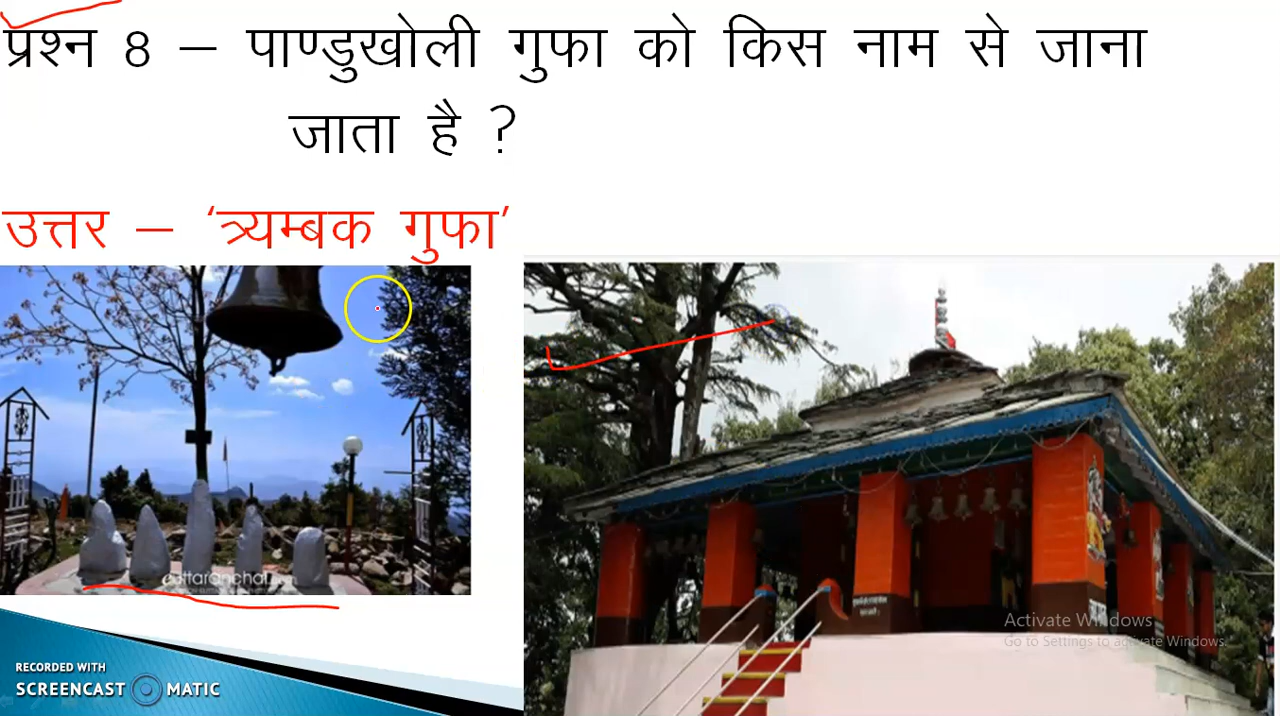 प्रश्न 8 – पाण्डुखोली गुफा को किस नाम से जाना
जाता है ?
उत्तर – ‘त्र्यम्बक गुफा’
Activate Windows
Go to Settings to activate Windows.
RECORDED WITH
SCREENCAST MATIC